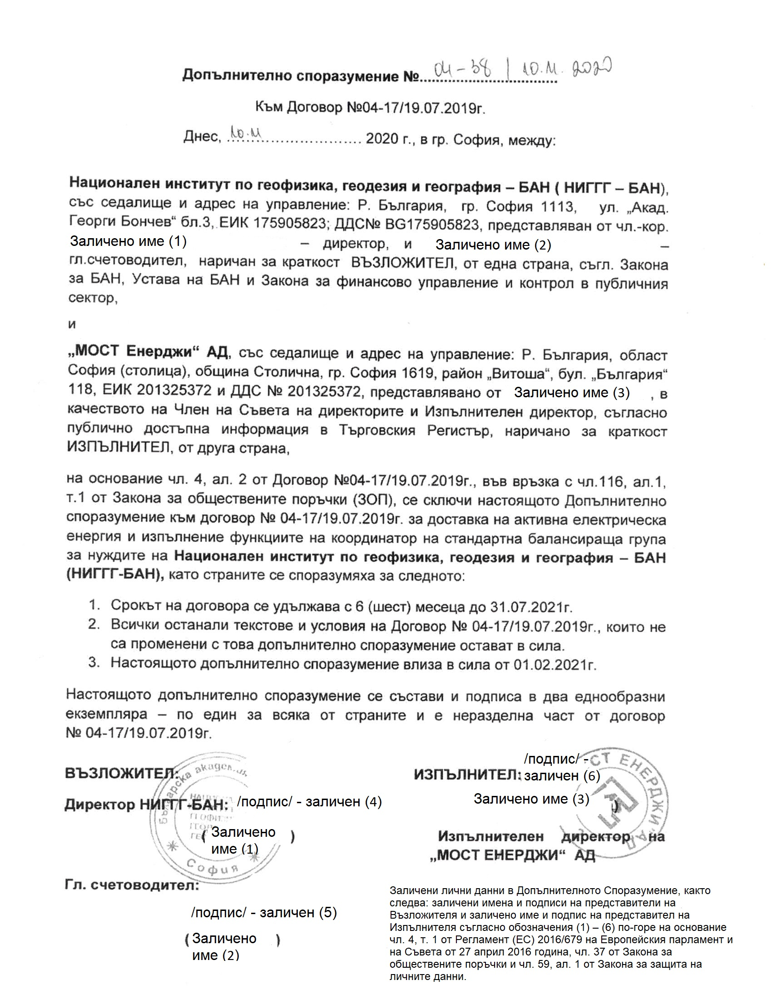 Допълнително споразумение №.................................. 04-38 / 10.11.2020
Към Договор №04-17/19.07.2019г.
Днес, 10.11 ............................. 2020 г., в гр. София, между:
Национален институт по геофизика, геодезия и география – БАН ( НИГГГ – БАН),
със седалище и адрес на управление: Р. България, гр. София 1113, ул. „Акад.
Георги Бончев“ бл.3, ЕИК 175905823; ДДС№ BG175905823, представляван от чл.-кор.
Заличено име (1) – директор, и Заличено име (2) –
гл.счетоводител, наричан за краткост ВЪЗЛОЖИТЕЛ, от една страна, съгл. Закона
за БАН, Устава на БАН и Закона за финансово управление и контрол в публичния
сектор,
и
„МОСТ Енерджи“ АД, със седалище и адрес на управление: Р. България, област
София (столица), община Столична, гр. София 1619, район „Витоша“, бул. „България“
118, ЕИК 201325372 и ДДС № 201325372, представлявано от Заличено име (3) , в
качеството на Член на Съвета на директорите и Изпълнителен директор, съгласно
публично достъпна информация в Търговския Регистър, наричано за краткост
ИЗПЪЛНИТЕЛ, от друга страна,
на основание чл. 4, ал. 2 от Договор №04-17/19.07.2019г., във връзка с чл.116, ал.1,
т.1 от Закона за обществените поръчки (ЗОП), се сключи настоящото Допълнително
споразумение към договор № 04-17/19.07.2019г. за доставка на активна електрическа
енергия и изпълнение функциите на координатор на стандартна балансираща група
за нуждите на Национален институт по геофизика, геодезия и география – БАН
(НИГГГ-БАН), като страните се споразумяха за следното:
1. Срокът на договора се удължава с 6 (шест) месеца до 31.07.2021г.
2. Всички останали текстове и условия на Договор № 04-17/19.07.2019г., които не
са променени с това допълнително споразумение остават в сила.
3. Настоящото допълнително споразумение влиза в сила от 01.02.2021г.
Настоящото допълнително споразумение се състави и подписа в два еднообразни
екземпляра – по един за всяка от страните и е неразделна част от договор
№ 04-17/19.07.2019г.
ВЪЗЛОЖИТЕЛ:
Директор НИГГГ-БАН: /подпис/ - заличен (4)
( Заличено )
име (1)
София
Гл. счетоводител:
/подпис/ - заличен (5)
( Заличено )
име (2)
/подпис/ -
ИЗПЪЛНИТЕЛ: заличен (6)
Заличено име (3) )
СТ ЕНЕРДЖИ АД
Изпълнителен директор на
„МОСТ ЕНЕРДЖИ“ АД
Заличени лични данни в Допълнителното Споразумение, както
следва: заличени имена и подписи на представители на
Възложителя и заличено име и подпис на представител на
Изпълнителя съгласно обозначения (1) – (6) по-горе на основание
чл. 4, т. 1 от Регламент (ЕС) 2016/679 на Европейския парламент и
на Съвета от 27 април 2016 година, чл. 37 от Закона за
обществените поръчки и чл. 59, ал. 1 от Закона за защита на
личните данни.